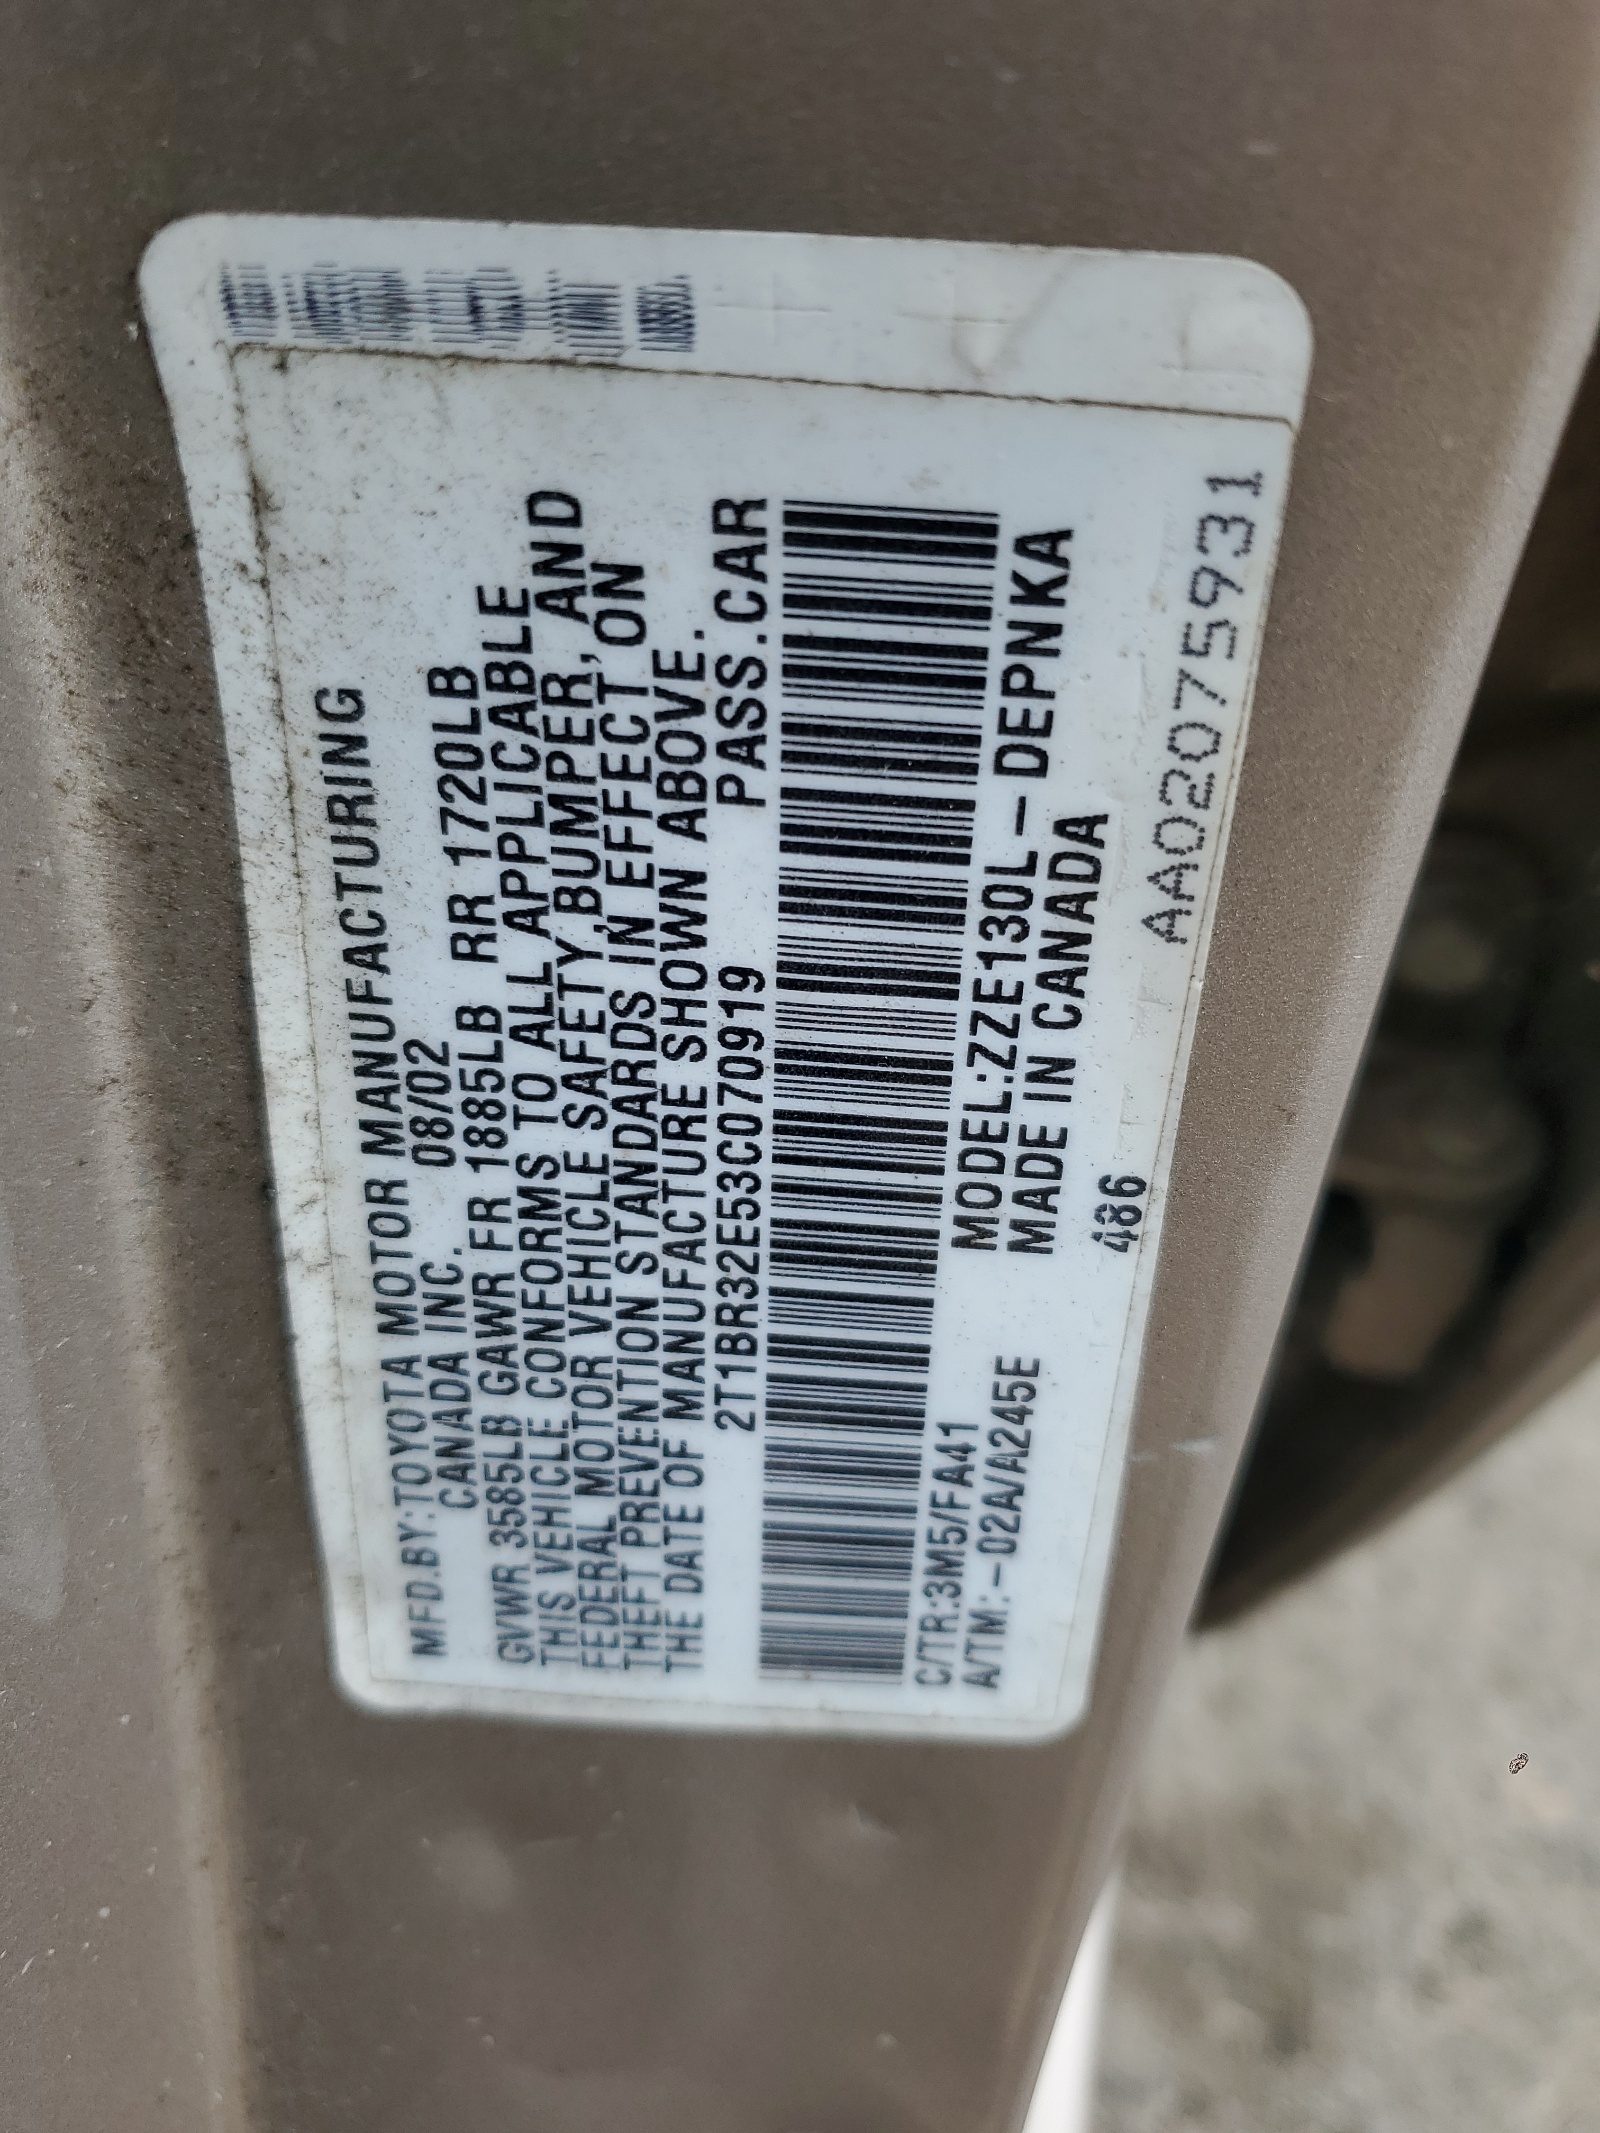 MFD.BY:TOYOTA MOTOR MANUFACTURING
CANADA INC. 08/02
GVWR 3585LB GAWR FR 1885LB RR 1720LB
THIS VEHICLE CONFORMS TO ALL APPLICABLE
FEDERAL MOTOR VEHICLE SAFETY,BUMPER, AND
THEFT PREVENTION STANDARDS IN EFFECT ON
THE DATE OF MANUFACTURE SHOWN ABOVE.
2T1BR32E53C070919 PASS.CAR
C/TR:3M5/FA41 MODEL:ZZE130L-DEPNKA
A/TM:-02A/A245E MADE IN CANADA
486 AA02075931